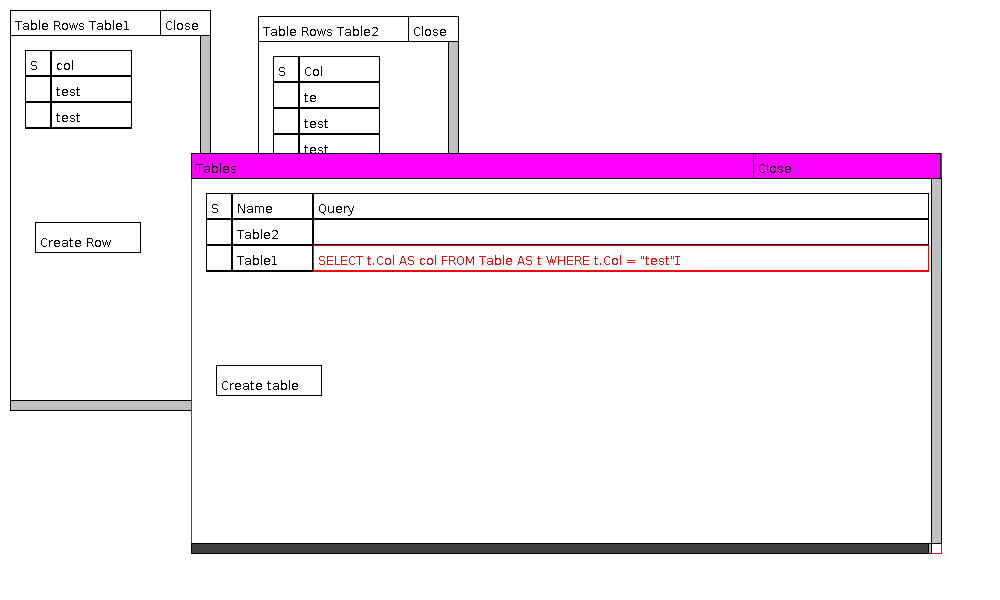 Table Rows Table1 Close
S col
test
test
Create Row
Table Rows Table2 Close
S Col
te
test
test
Tables Close
S Name Query
Table2
Table1 SELECT t.Col AS col FROM Table AS t WHERE t.Col = "test"
Create table